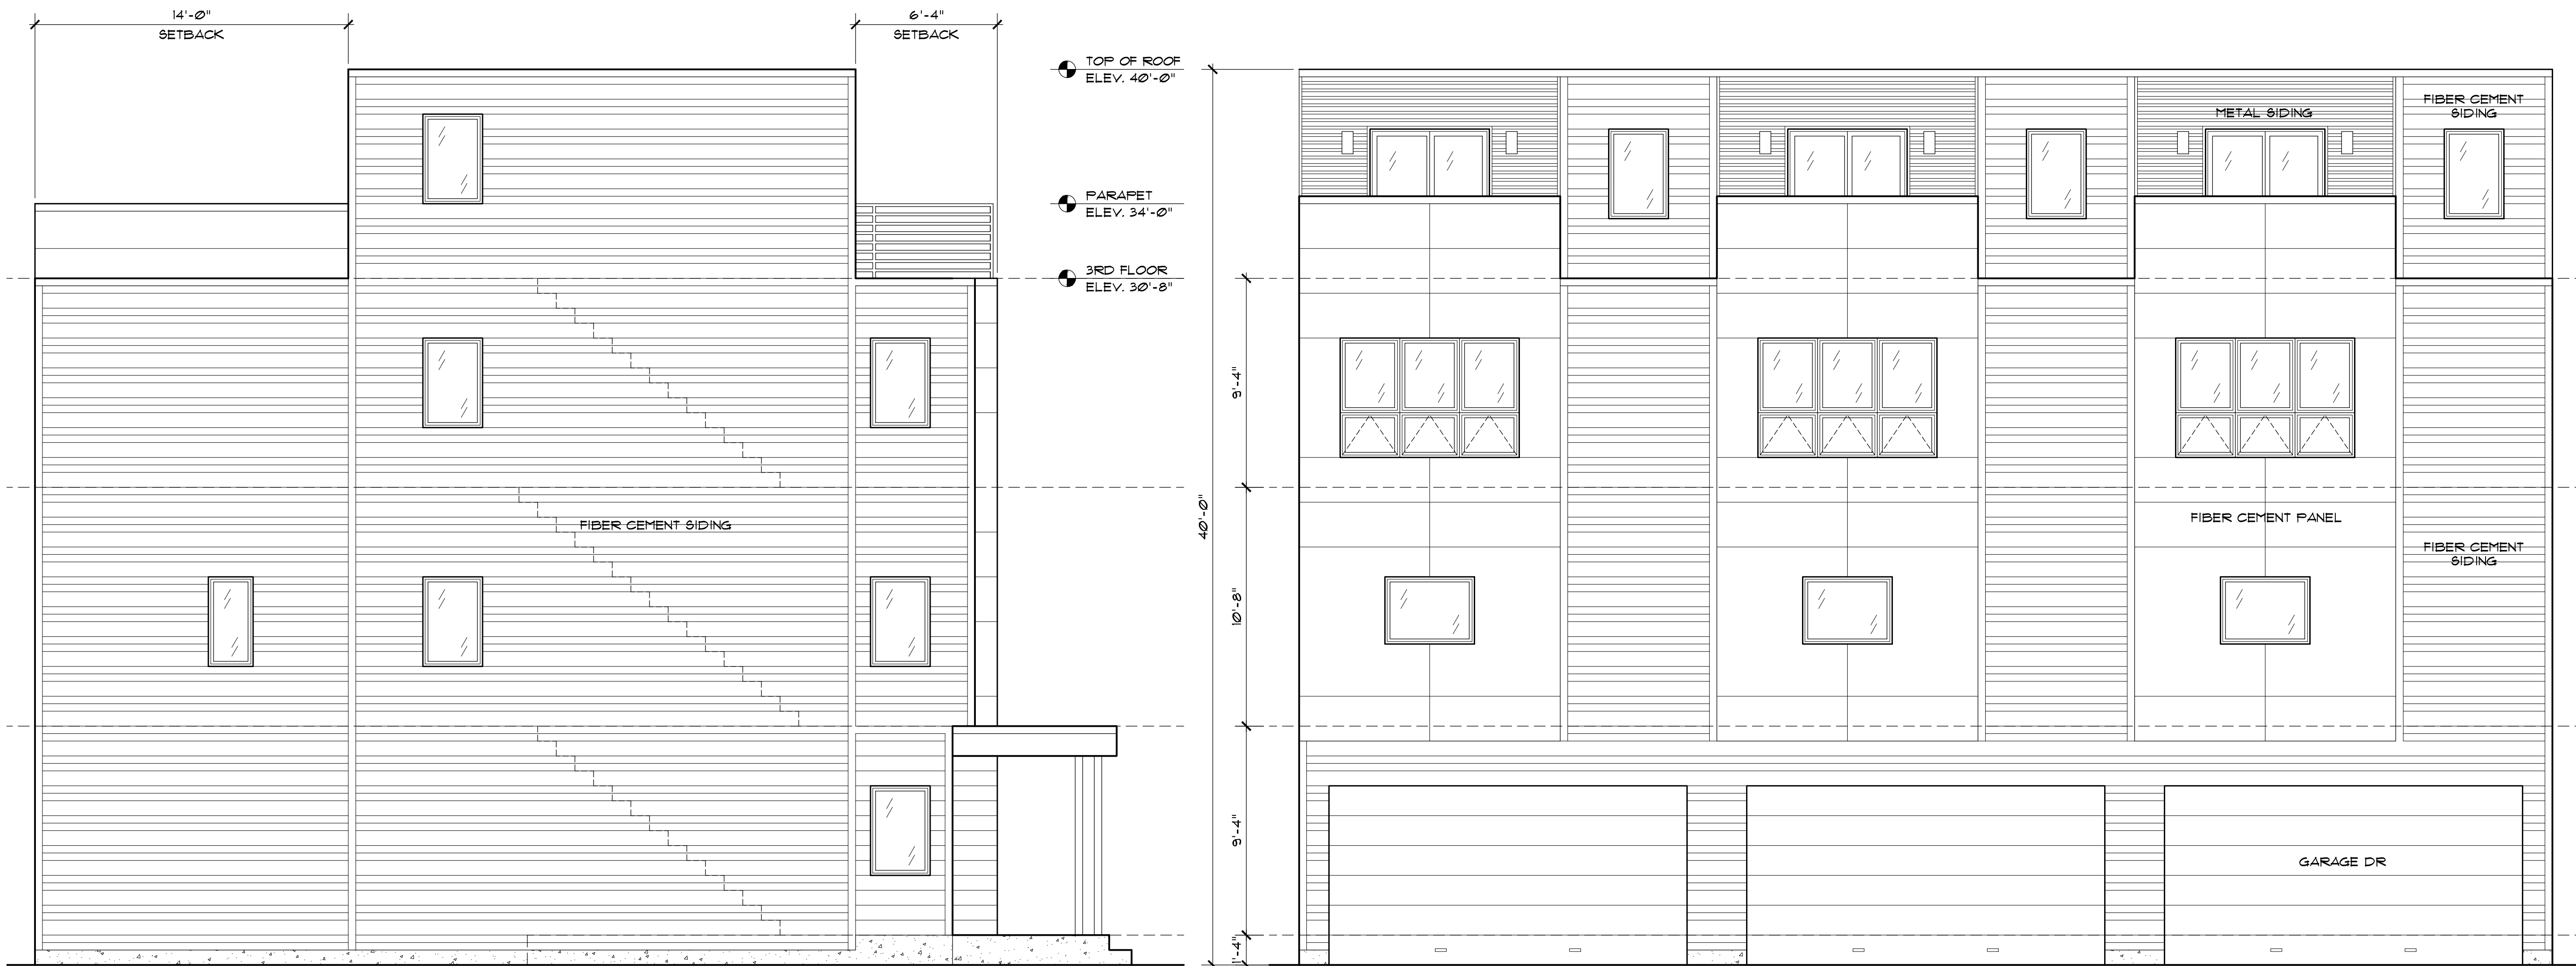 14'-0"
SETBACK
6'-4"
SETBACK
TOP OF ROOF
ELEV. 40'-0"
PARAPET
ELEV. 34'-0"
3RD FLOOR
ELEV. 30'-8"
FIBER CEMENT SIDING
40'-0"
9'-4"
10'-8"
9'-4"
1'-4"
METAL SIDING
FIBER CEMENT
SIDING
FIBER CEMENT PANEL
FIBER CEMENT
SIDING
GARAGE DR